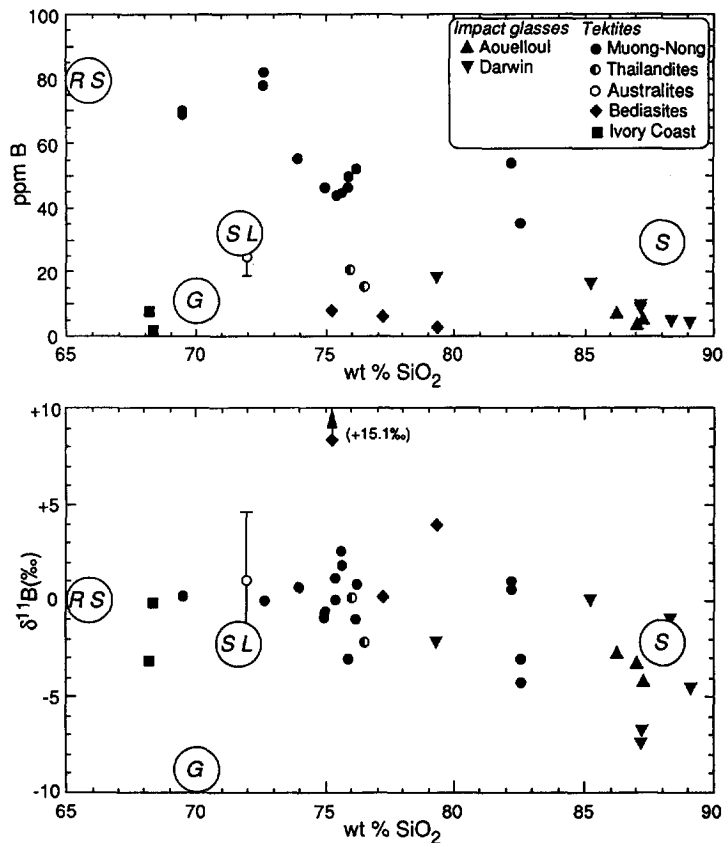 Impact glasses Tektites
▲ Aouelloul ● Muong-Nong
▼ Darwin ◐ Thailandites
○ Australites
◆ Bediasites
■ Ivory Coast
100
80
60
40
20
0
ppm B
R S
S L
G
S
65 70 75 80 85 90
wt % SiO₂
+10
+5
0
-5
-10
δ¹¹B(‰)
(+15.1‰)
R S
S L
S
G
65 70 75 80 85 90
wt % SiO₂